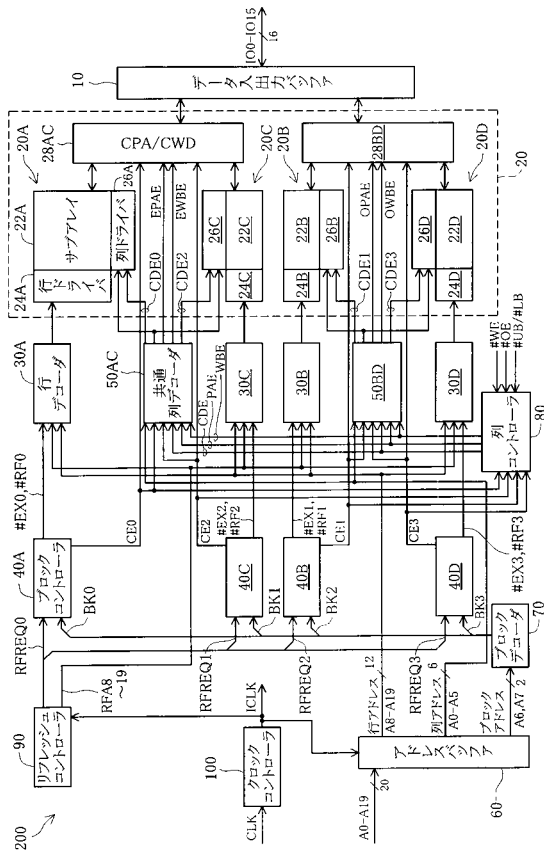 200
90
リフレッシュ
コントローラ
RFREQ0
RFA8
～19
40A
ブロック
コントローラ
#EX0,#RF0
BK0
CE0
30A
行
デコーダ
24A
行ドライバ
22A
サブアレイ
20A
26A
列ドライバ
28AC
CPA/CWD
10
データ入出力バッファ
IO0-IO15
16
50AC
共通
列デコーダ
CDE0
EPAE
EWBE
CDE2
20C
26C
22C
24C
30C
CDE
PAE
WBE
CE2
#EX2,
#RF2
40C
RFREQ1
BK1
20B
22B
26B
24B
30B
#EX1,
#RF1
CE1
40B
RFREQ2
BK2
28BD
50BD
CDE1
OPAE
OWBE
CDE3
20D
26D
22D
24D
30D
20
CE3
40D
RFREQ3
BK3
#EX3,#RF3
#WE
#OE
#UB/#LB
列
コントローラ
80
100
クロック
コントローラ
CLK
ICLK
行アドレス
A8-A19
12
列アドレス
A0-A5
6
ブロック
アドレス
A6,A7
2
ブロック
デコーダ
70
アドレスバッファ
60
A0-A19
20